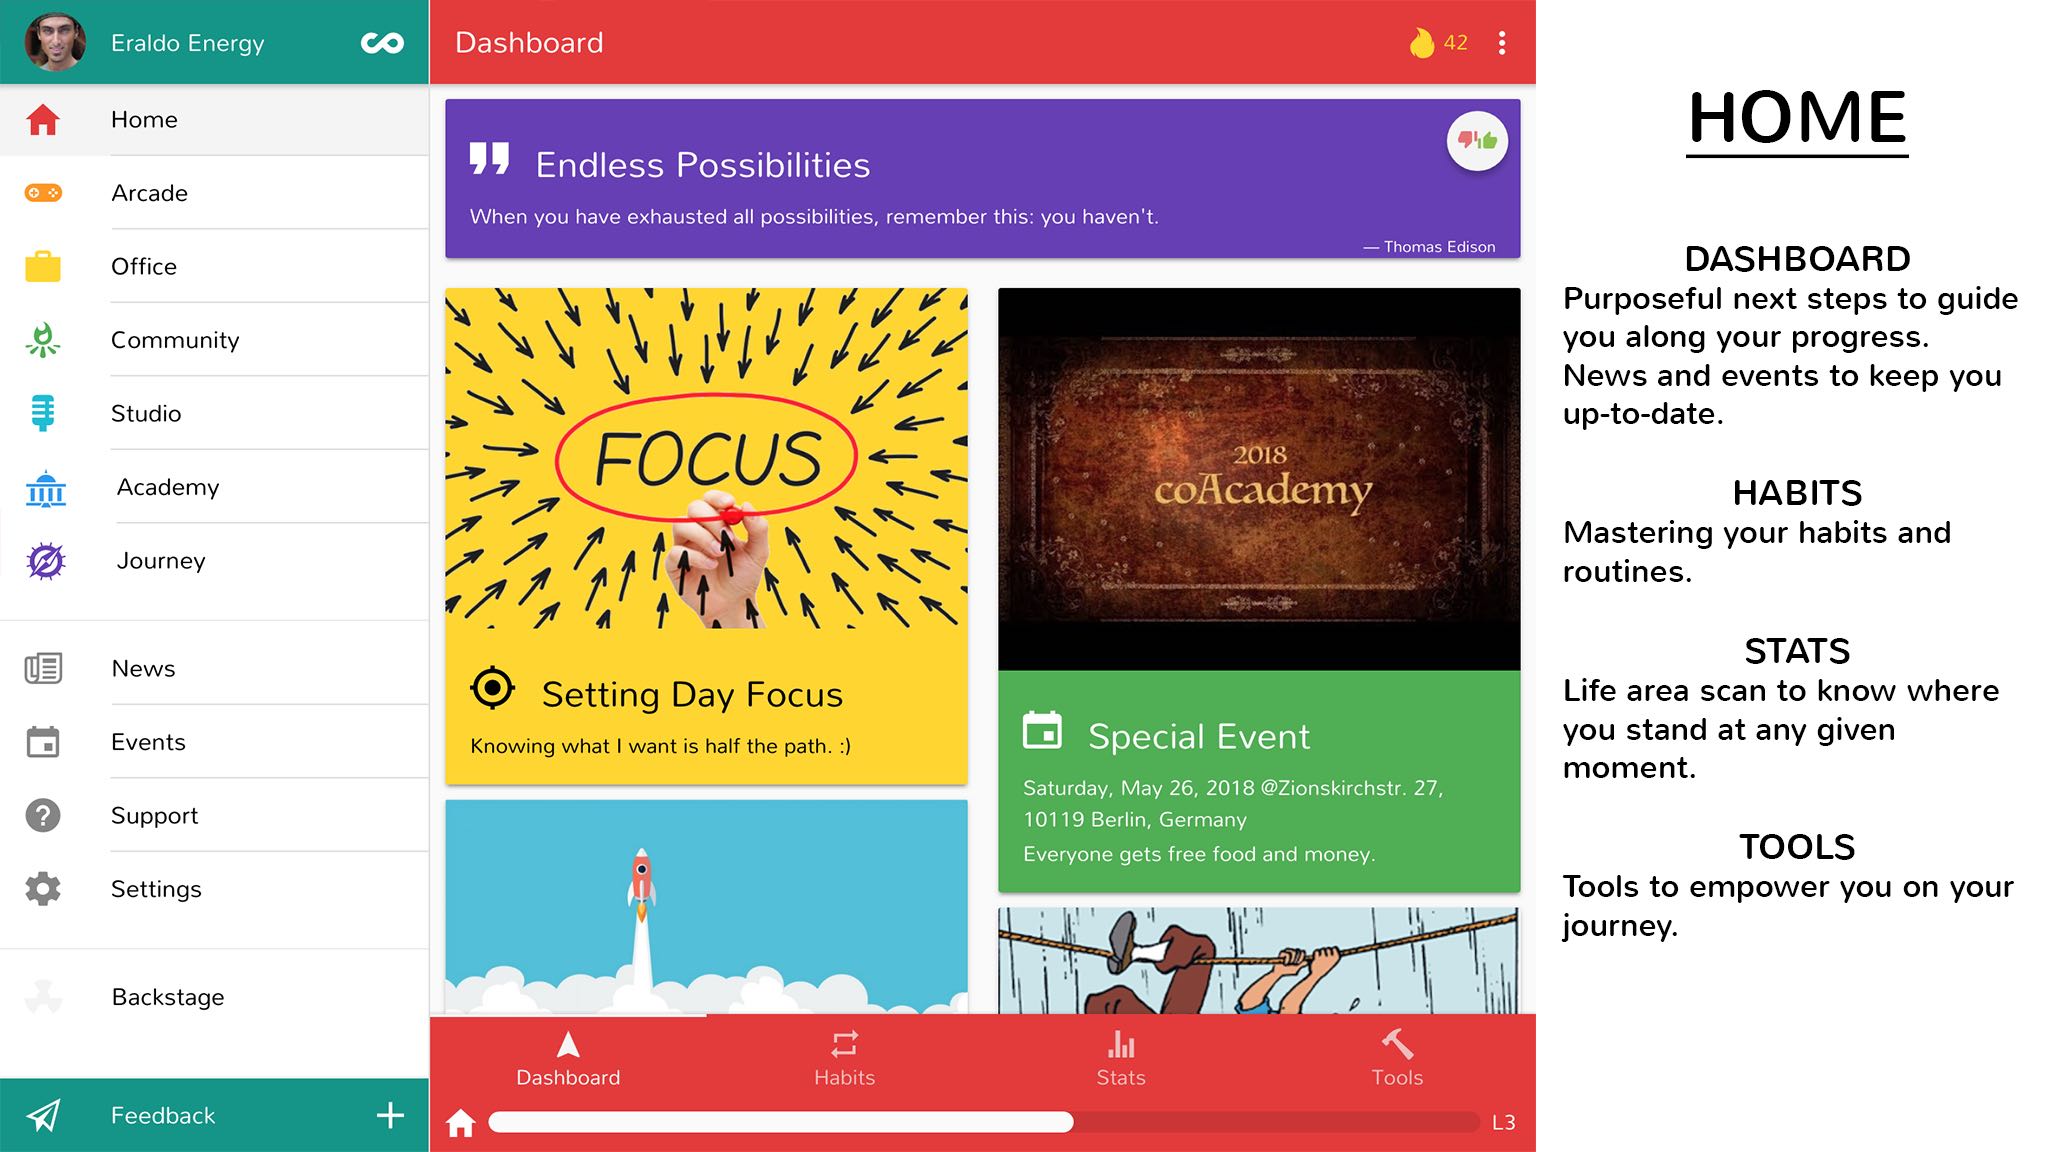 Eraldo Energy
Home
Arcade
Office
Community
Studio
Academy
Journey
News
Events
Support
Settings
Backstage
Feedback
Dashboard
42
Endless Possibilities
When you have exhausted all possibilities, remember this: you haven't.
— Thomas Edison
FOCUS
Setting Day Focus
Knowing what I want is half the path. :)
2018
coAcademy
Special Event
Saturday, May 26, 2018 @Zionskirchstr. 27,
10119 Berlin, Germany
Everyone gets free food and money.
Dashboard
Habits
Stats
Tools
L3
HOME
DASHBOARD
Purposeful next steps to guide
you along your progress.
News and events to keep you
up-to-date.
HABITS
Mastering your habits and
routines.
STATS
Life area scan to know where
you stand at any given
moment.
TOOLS
Tools to empower you on your
journey.